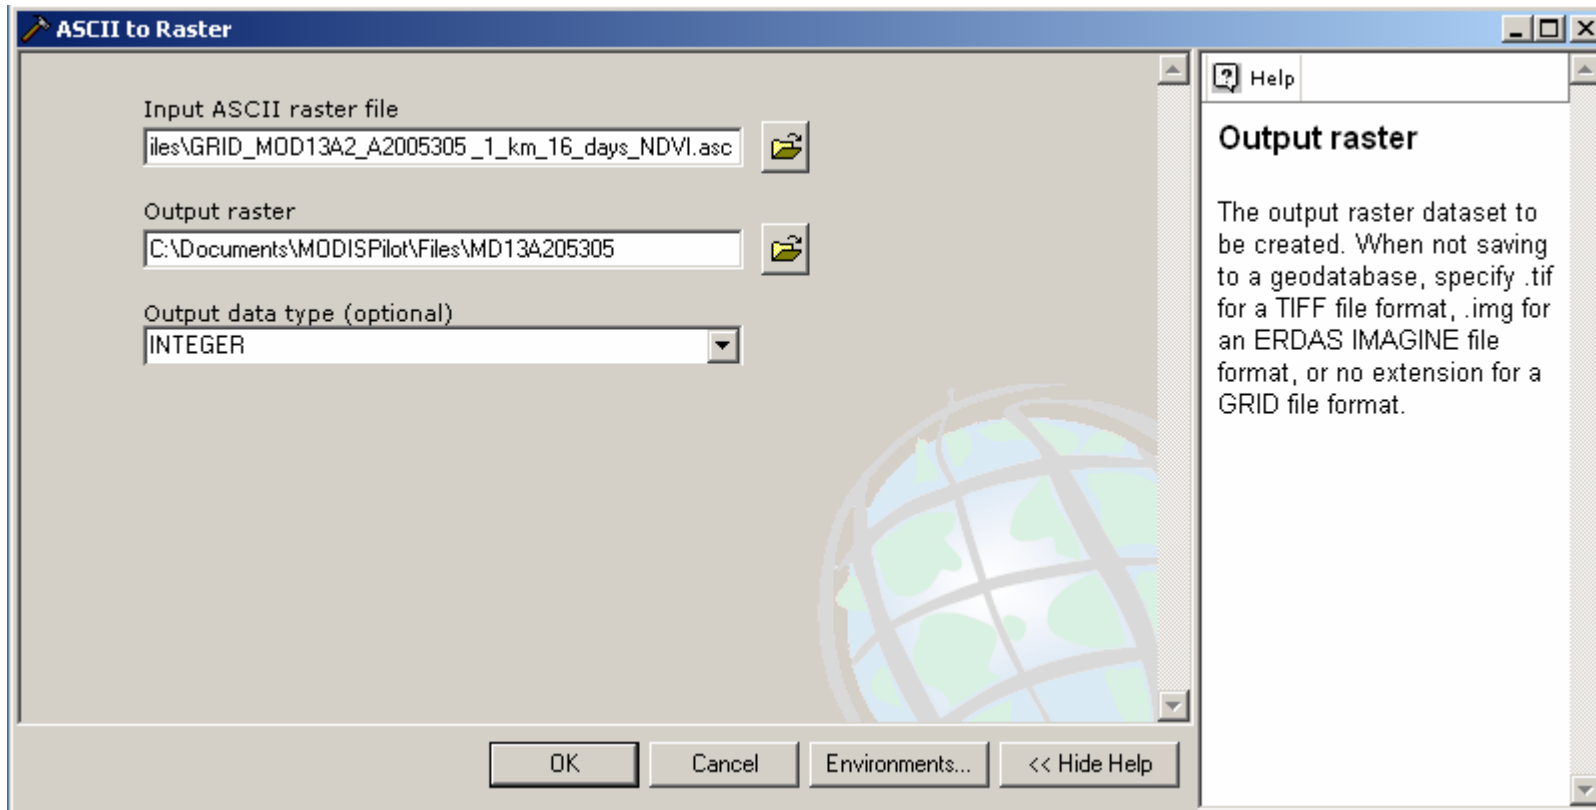 ASCII to Raster
Input ASCII raster file
iles\GRID_MOD13A2_A2005305 _1_km_16_days_NDVI.asc
Output raster
C:\Documents\MODISPilot\Files\MD13A205305
Output data type (optional)
INTEGER
OK
Cancel
Environments...
<< Hide Help
Help
Output raster
The output raster dataset to
be created. When not saving
to a geodatabase, specify .tif
for a TIFF file format, .img for
an ERDAS IMAGINE file
format, or no extension for a
GRID file format.